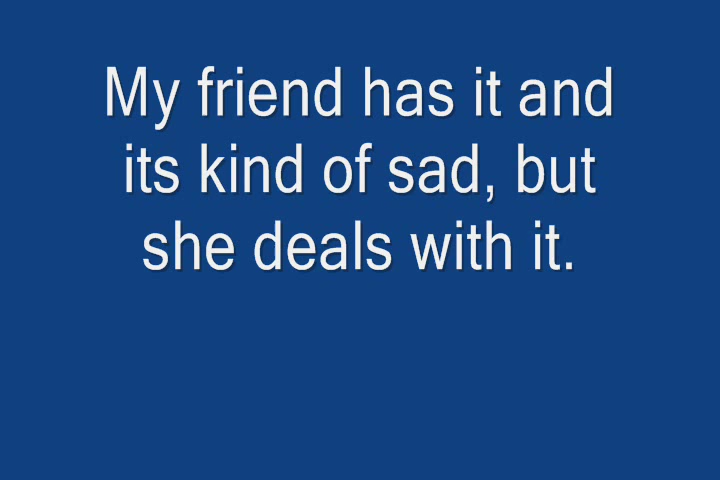 My friend has it and
its kind of sad, but
she deals with it.